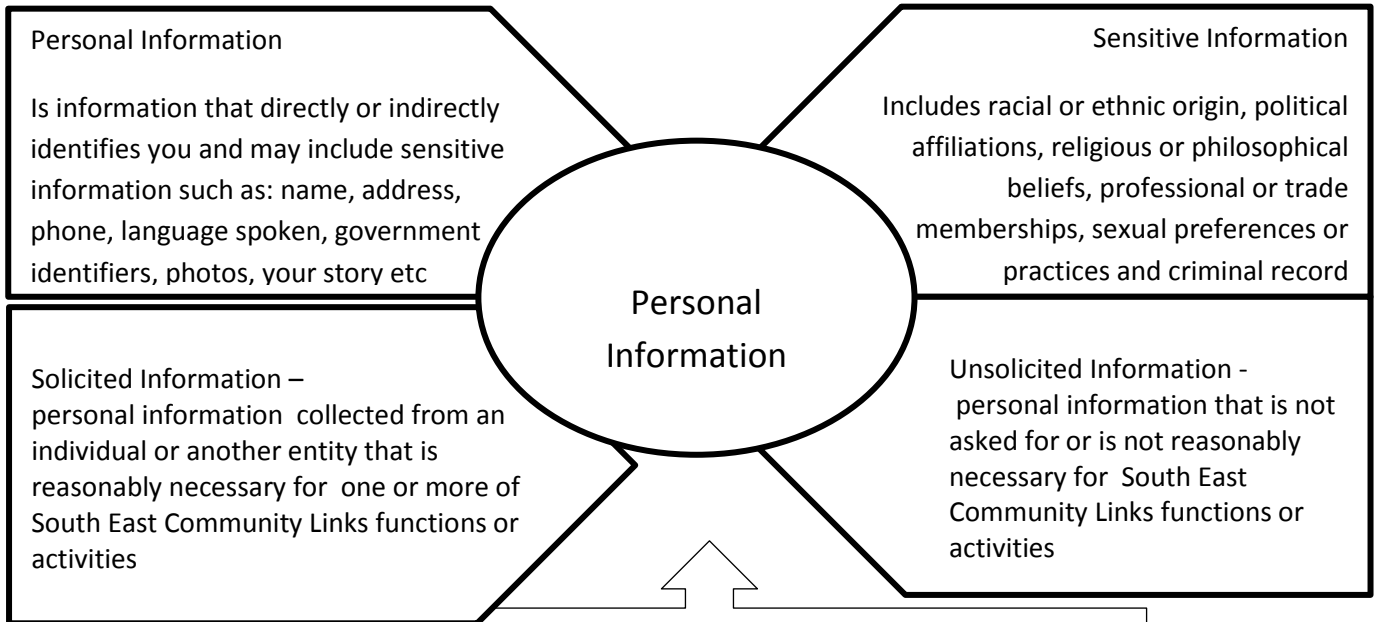 Personal Information
Is information that directly or indirectly
identifies you and may include sensitive
information such as: name, address,
phone, language spoken, government
identifiers, photos, your story etc
Sensitive Information
Includes racial or ethnic origin, political
affiliations, religious or philosophical
beliefs, professional or trade
memberships, sexual preferences or
practices and criminal record
Personal
Information
Solicited Information –
personal information  collected from an
individual or another entity that is
reasonably necessary for  one or more of
South East Community Links functions or
activities
Unsolicited Information -
personal information that is not
asked for or is not reasonably
necessary for  South East
Community Links functions or
activities